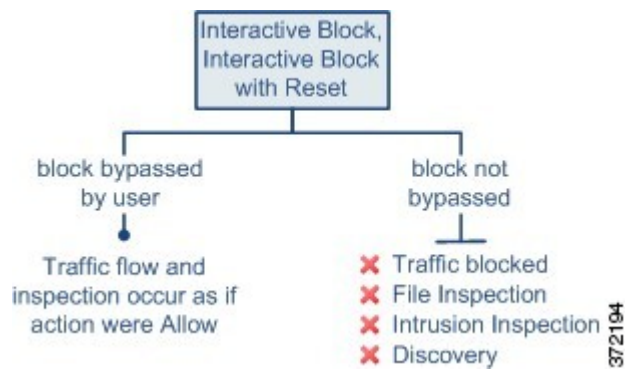 Interactive Block,
Interactive Block
with Reset
block bypassed
by user
block not
bypassed
Traffic flow and
inspection occur as if
action were Allow
Traffic blocked
File Inspection
Intrusion Inspection
Discovery
372194